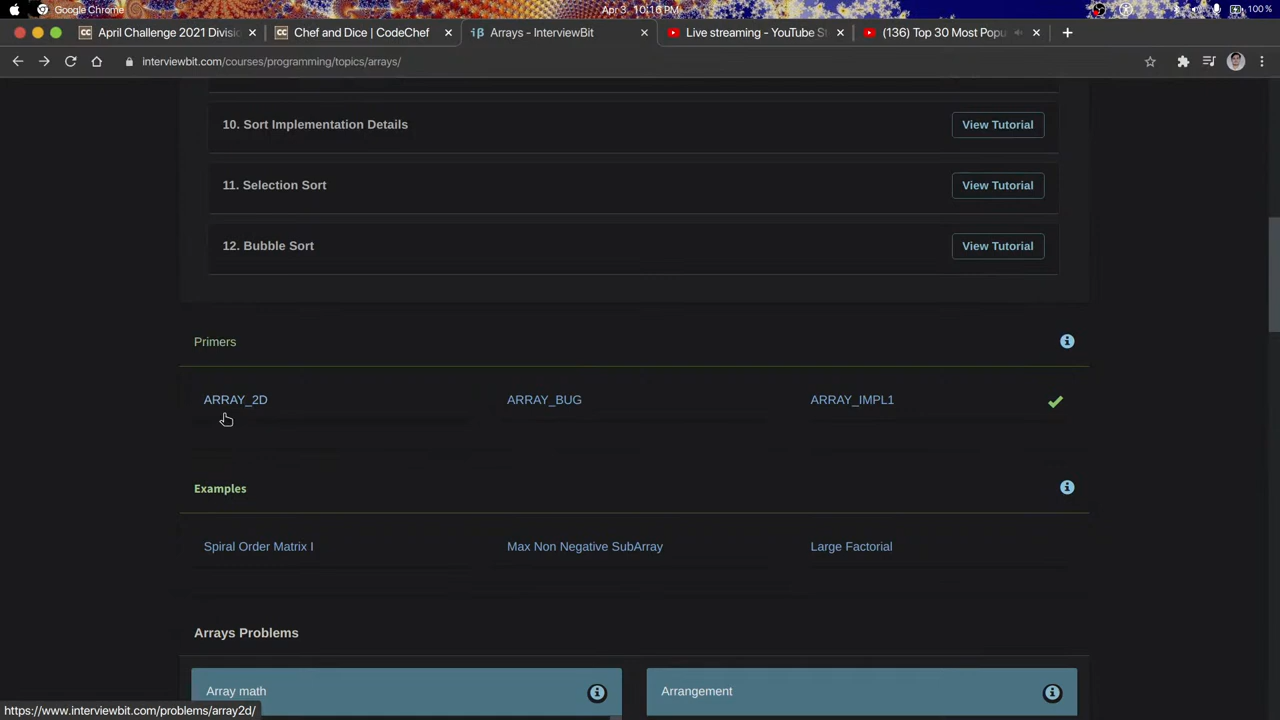 Google Chrome
Apr 3, 10:16 PM
100 %
April Challenge 2021 Divisi
Chef and Dice | CodeChef
Arrays - InterviewBit
Live streaming - YouTube S
(136) Top 30 Most Popu
interviewbit.com/courses/programming/topics/arrays/
10. Sort Implementation Details
View Tutorial
11. Selection Sort
View Tutorial
12. Bubble Sort
View Tutorial
Primers
ARRAY_2D
ARRAY_BUG
ARRAY_IMPL1
Examples
Spiral Order Matrix I
Max Non Negative SubArray
Large Factorial
Arrays Problems
Array math
Arrangement
https://www.interviewbit.com/problems/array2d/